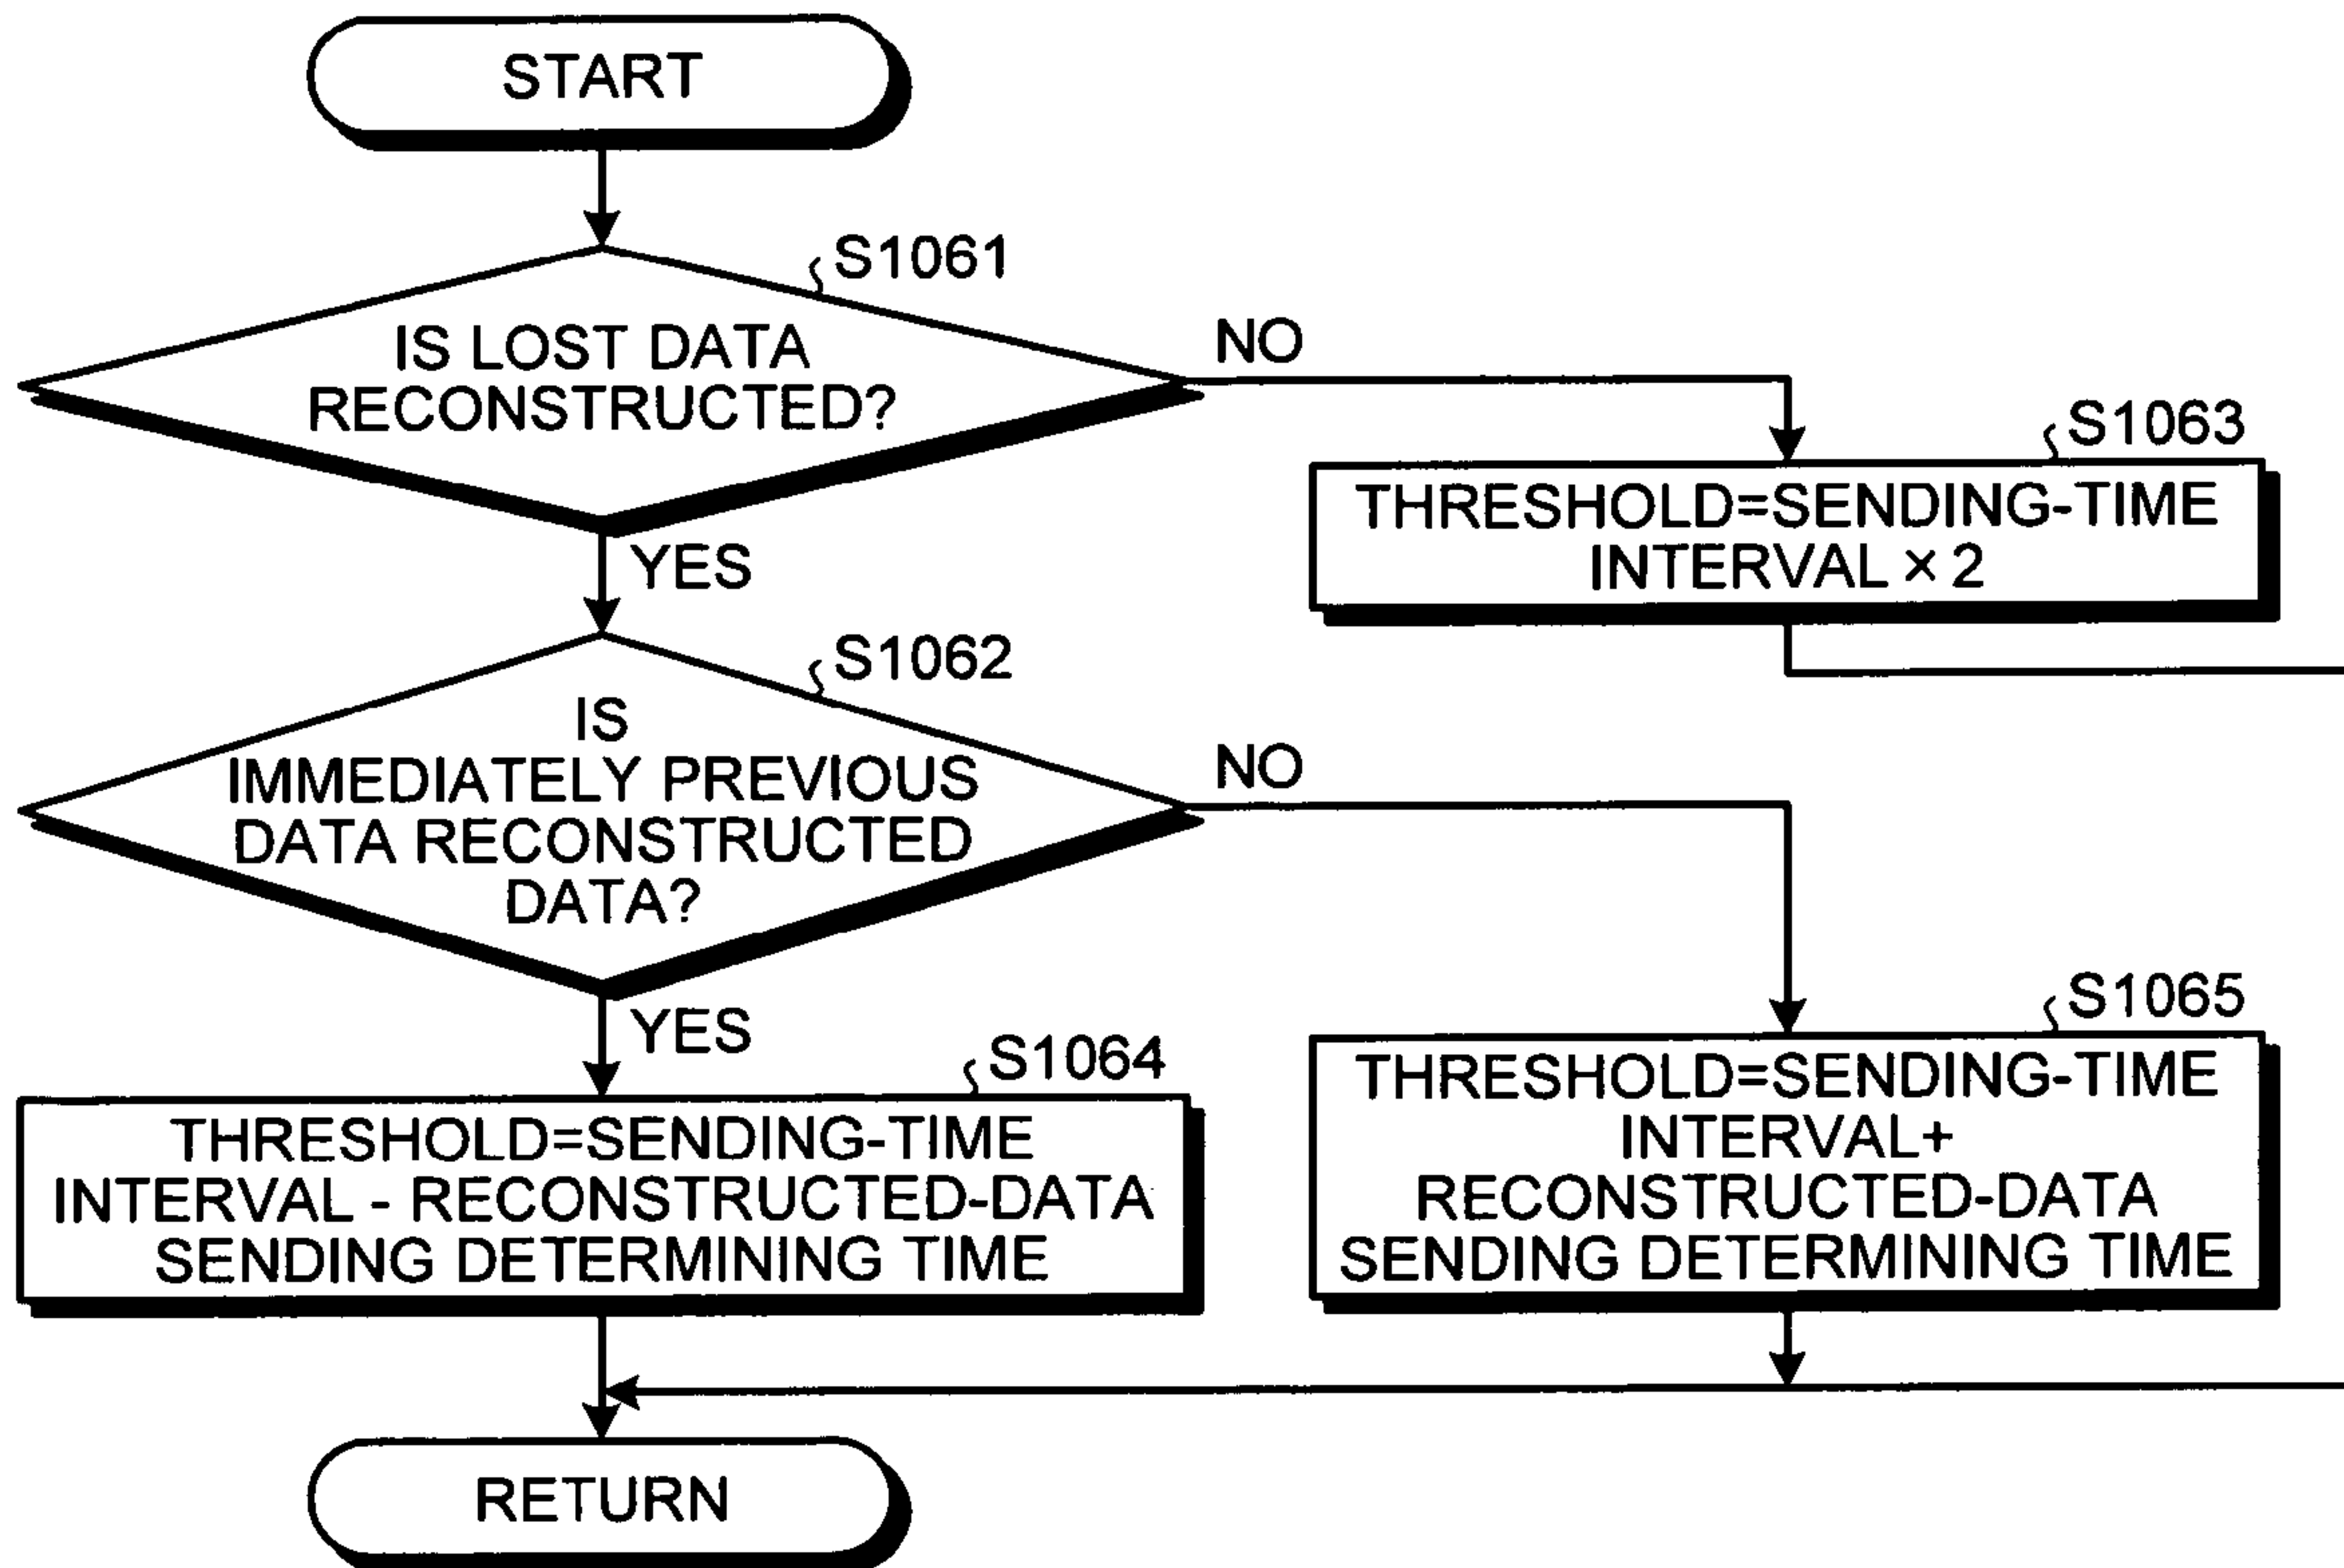 START
S1061
IS LOST DATA
RECONSTRUCTED?
NO
YES
S1063
THRESHOLD=SENDING-TIME
INTERVAL × 2
S1062
IS
IMMEDIATELY PREVIOUS
DATA RECONSTRUCTED
DATA?
NO
YES
S1064
THRESHOLD=SENDING-TIME
INTERVAL - RECONSTRUCTED-DATA
SENDING DETERMINING TIME
S1065
THRESHOLD=SENDING-TIME
INTERVAL+
RECONSTRUCTED-DATA
SENDING DETERMINING TIME
RETURN